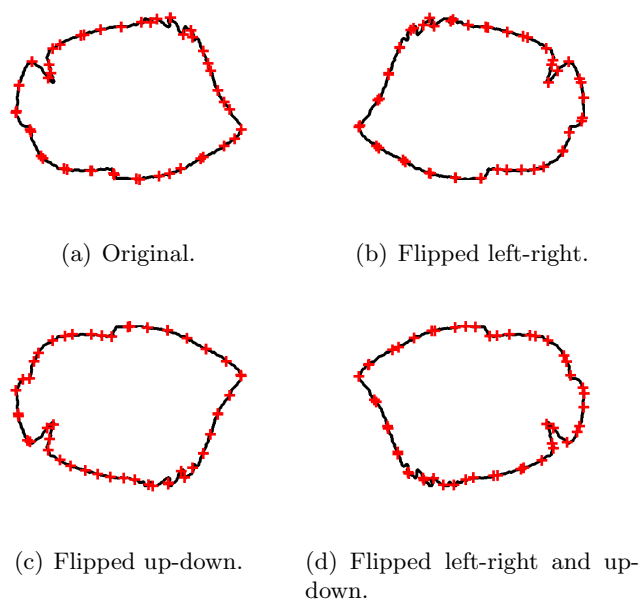 (a) Original.
(b) Flipped left-right.
(c) Flipped up-down.
(d) Flipped left-right and up-
down.